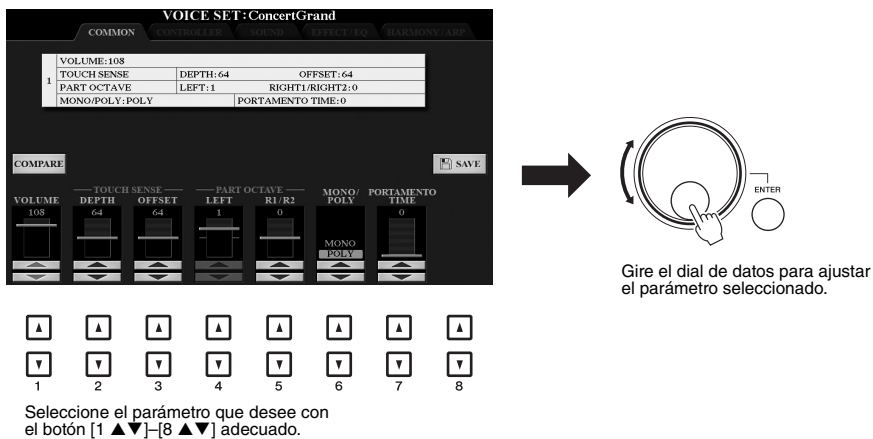 VOICE SET:ConcertGrand
COMMON CONTROLLER SOUND EFFECT/EQ HARMONY/ARP
VOLUME:108
1
TOUCH SENSE DEPTH:64 OFFSET:64
PART OCTAVE LEFT:1 RIGHT1/RIGHT2:0
MONO/POLY:POLY PORTAMENTO TIME:0
COMPARE SAVE
TOUCH SENSE PART OCTAVE MONO/ PORTAMENTO
VOLUME DEPTH OFFSET LEFT R1/R2 POLY TIME
108 64 64 1 0 0
MONO
POLY
ENTER
Gire el dial de datos para ajustar
el parámetro seleccionado.
▲ ▲ ▲ ▲ ▲ ▲ ▲ ▲
▼ ▼ ▼ ▼ ▼ ▼ ▼ ▼
1 2 3 4 5 6 7 8
Seleccione el parámetro que desee con
el botón [1 ▲▼]–[8 ▲▼] adecuado.